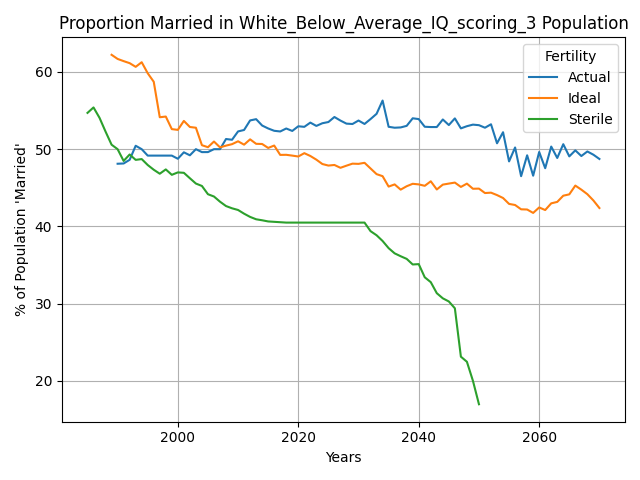 Proportion Married in White_Below_Average_IQ_scoring_3 Population
Fertility
Actual
Ideal
Sterile
% of Population 'Married'
60
50
40
30
20
2000 2020 2040 2060
Years